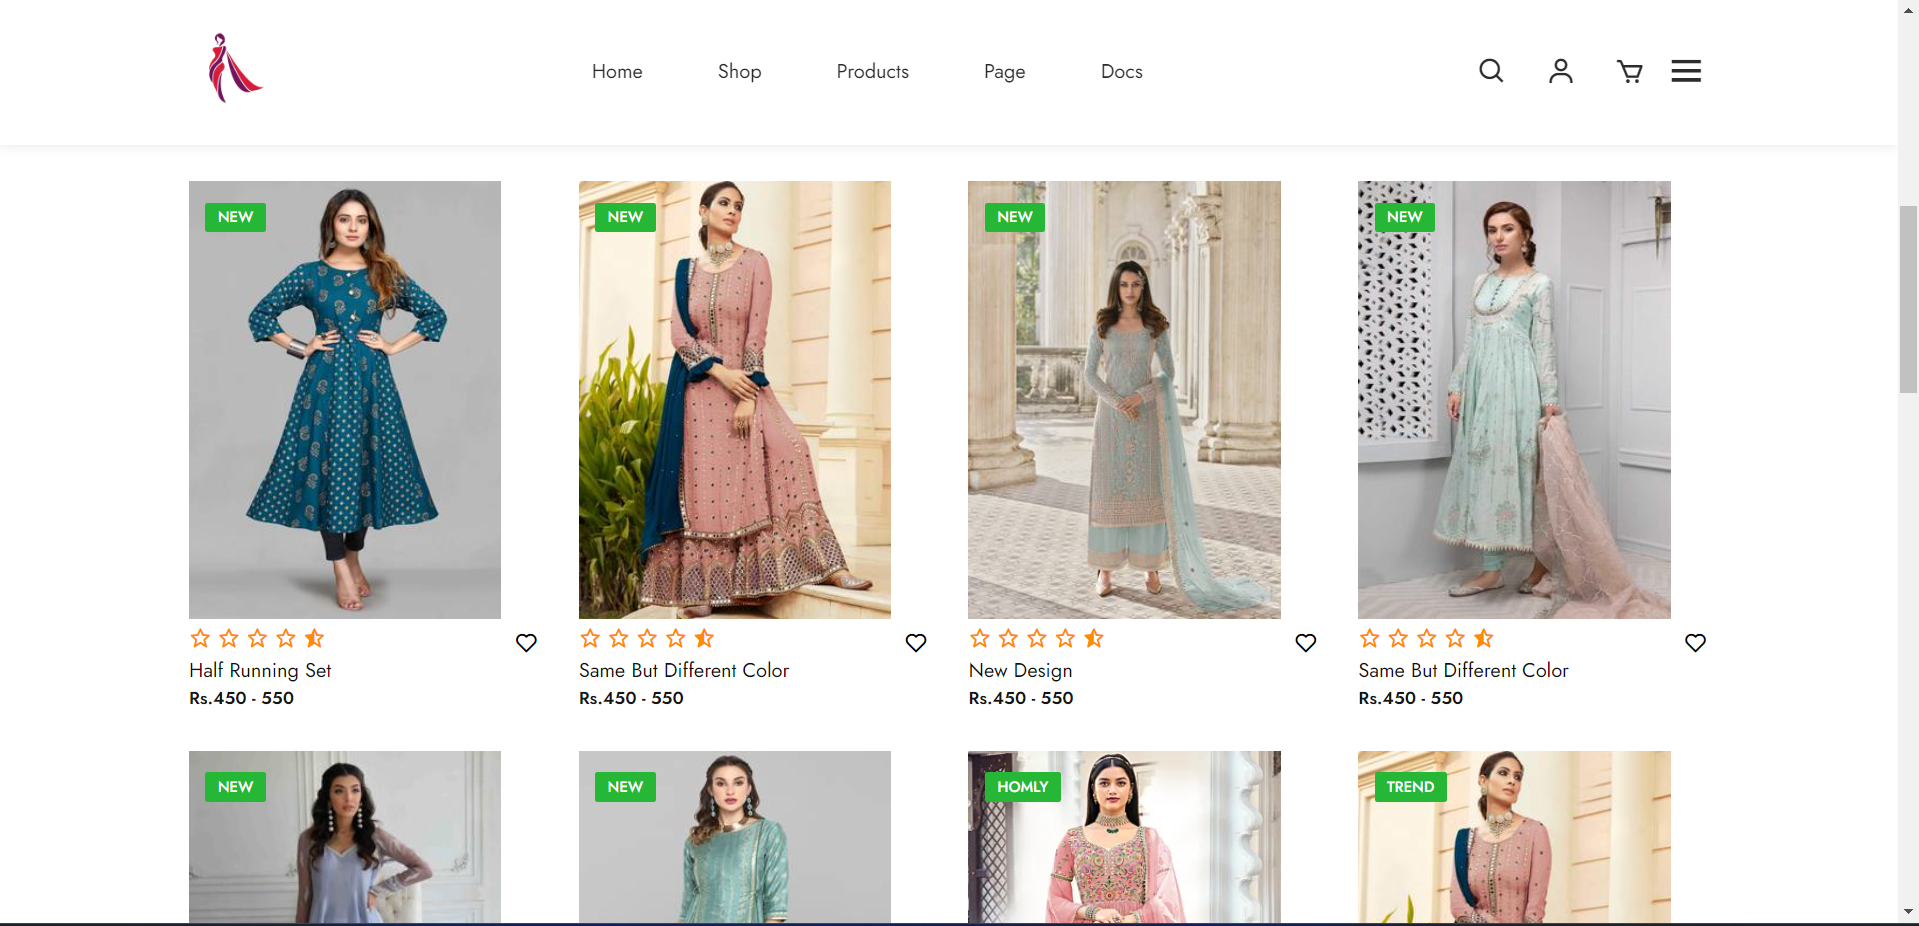 Home Shop Products Page Docs
NEW NEW NEW NEW
Half Running Set
Rs.450 - 550
Same But Different Color
Rs.450 - 550
New Design
Rs.450 - 550
Same But Different Color
Rs.450 - 550
NEW NEW HOMLY TREND